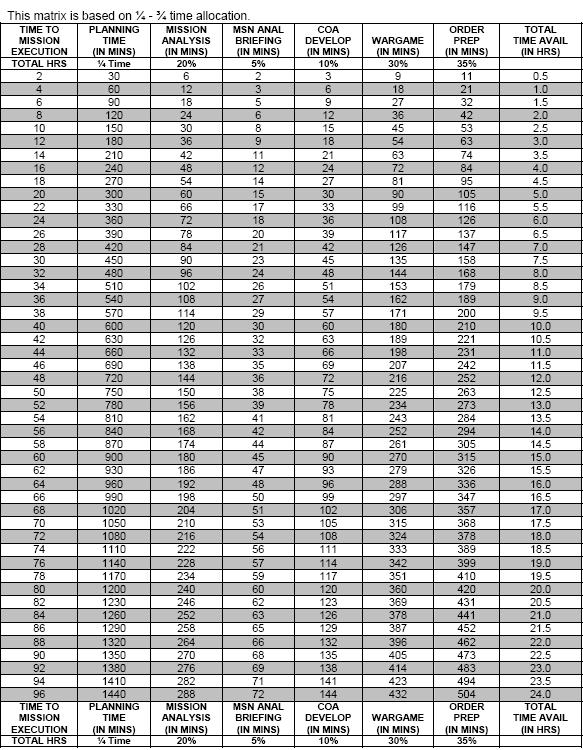 This matrix is based on ¼ - ¾ time allocation.
TIME TO MISSION EXECUTION PLANNING TIME (IN MINS) MISSION ANALYSIS (IN MINS) MSN ANAL BRIEFING (IN MINS) COA DEVELOP (IN MINS) WARGAME (IN MINS) ORDER PREP (IN MINS) TOTAL TIME AVAIL (IN HRS)
TOTAL HRS ¼ Time 20% 5% 10% 30% 35%
2 30 6 2 3 9 11 0.5
4 60 12 3 6 18 21 1.0
6 90 18 5 9 27 32 1.5
8 120 24 6 12 36 42 2.0
10 150 30 8 15 45 53 2.5
12 180 36 9 18 54 63 3.0
14 210 42 11 21 63 74 3.5
16 240 48 12 24 72 84 4.0
18 270 54 14 27 81 95 4.5
20 300 60 15 30 90 105 5.0
22 330 66 17 33 99 116 5.5
24 360 72 18 36 108 126 6.0
26 390 78 20 39 117 137 6.5
28 420 84 21 42 126 147 7.0
30 450 90 23 45 135 158 7.5
32 480 96 24 48 144 168 8.0
34 510 102 26 51 153 179 8.5
36 540 108 27 54 162 189 9.0
38 570 114 29 57 171 200 9.5
40 600 120 30 60 180 210 10.0
42 630 126 32 63 189 221 10.5
44 660 132 33 66 198 231 11.0
46 690 138 35 69 207 242 11.5
48 720 144 36 72 216 252 12.0
50 750 150 38 75 225 263 12.5
52 780 156 39 78 234 273 13.0
54 810 162 41 81 243 284 13.5
56 840 168 42 84 252 294 14.0
58 870 174 44 87 261 305 14.5
60 900 180 45 90 270 315 15.0
62 930 186 47 93 279 326 15.5
64 960 192 48 96 288 336 16.0
66 990 198 50 99 297 347 16.5
68 1020 204 51 102 306 357 17.0
70 1050 210 53 105 315 368 17.5
72 1080 216 54 108 324 378 18.0
74 1110 222 56 111 333 389 18.5
76 1140 228 57 114 342 399 19.0
78 1170 234 59 117 351 410 19.5
80 1200 240 60 120 360 420 20.0
82 1230 246 62 123 369 431 20.5
84 1260 252 63 126 378 441 21.0
86 1290 258 65 129 387 452 21.5
88 1320 264 66 132 396 462 22.0
90 1350 270 68 135 405 473 22.5
92 1380 276 69 138 414 483 23.0
94 1410 282 71 141 423 494 23.5
96 1440 288 72 144 432 504 24.0
TIME TO MISSION EXECUTION PLANNING TIME (IN MINS) MISSION ANALYSIS (IN MINS) MSN ANAL BRIEFING (IN MINS) COA DEVELOP (IN MINS) WARGAME (IN MINS) ORDER PREP (IN MINS) TOTAL TIME AVAIL (IN HRS)
TOTAL HRS ¼ Time 20% 5% 10% 30% 35%